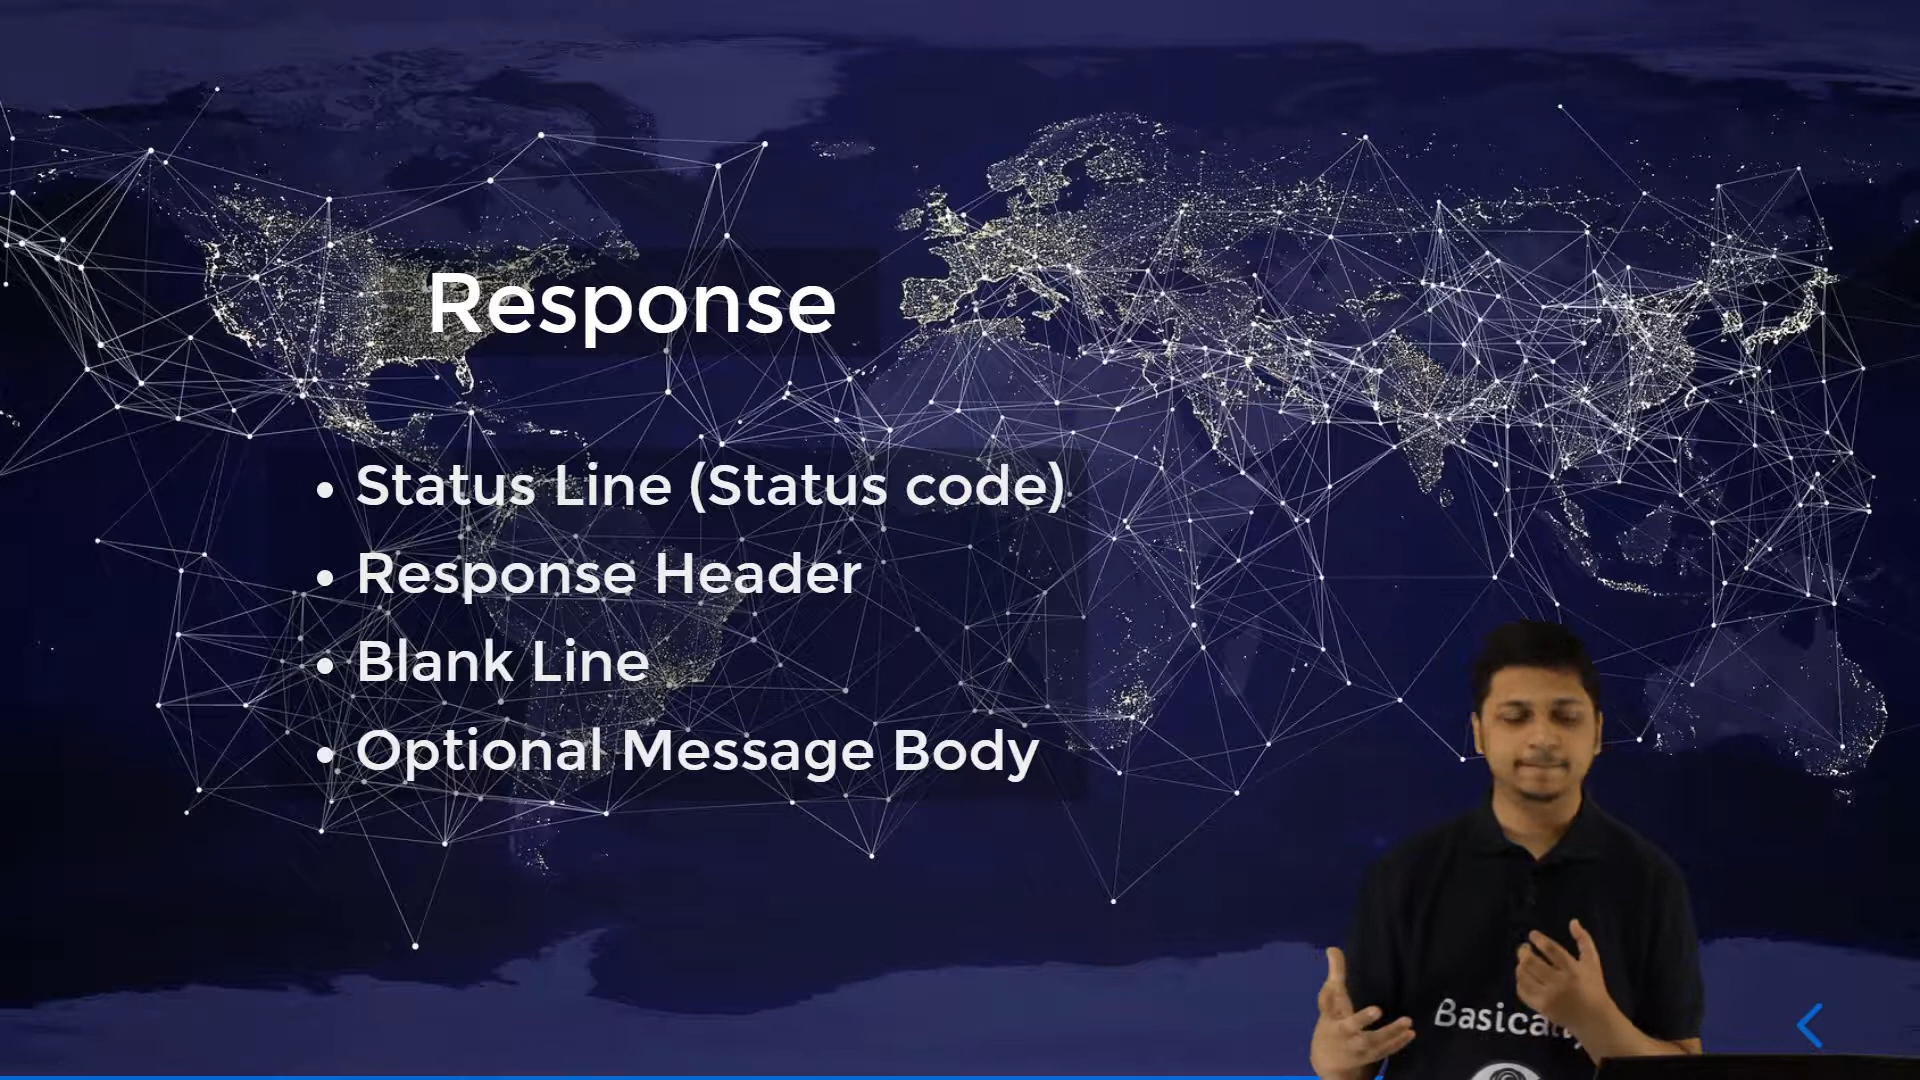 Response
• Status Line (Status code)
• Response Header
• Blank Line
• Optional Message Body